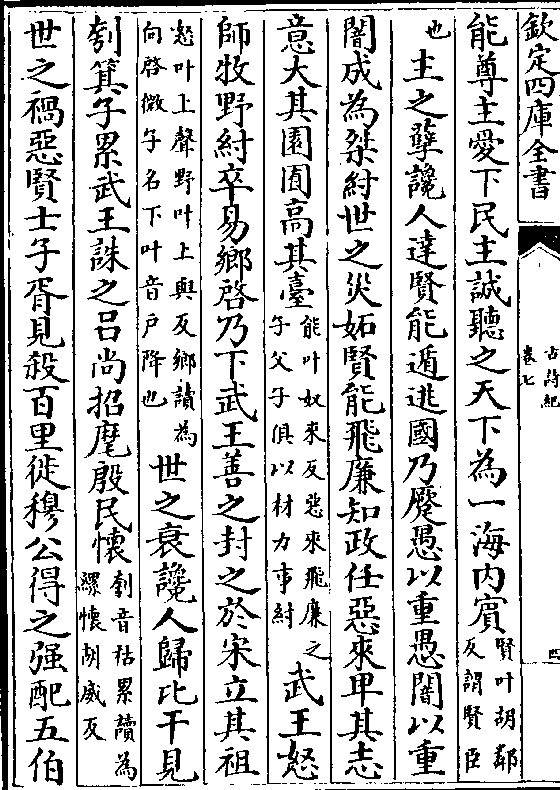 欽定四庫全書
古詩紀
卷七
四
能尊主愛下民主誠聽之天下為一海内賓賢叶胡鄰反謂賢臣
也主之孽讒人達賢能遁逃國乃蹷愚以重愚闇以重
闇成為桀紂世之災妬賢能飛廉知政任惡來卑其志
意大其園囿髙其臺能叶奴來反惡來飛廉之子父子俱以材力事紂武王怒
師牧野紂卒易鄉啓乃下武王善之封之於宋立其祖
怒叶上聲野叶上與反鄉讀為向啓微子名下叶音户降也世之衰讒人歸比干見
刳箕子累武王誅之吕尚招麾殷民懷刳音枯累讀為縲懷胡威反
世之禍惡賢士子胥見殺百里徙穆公得之强配五伯